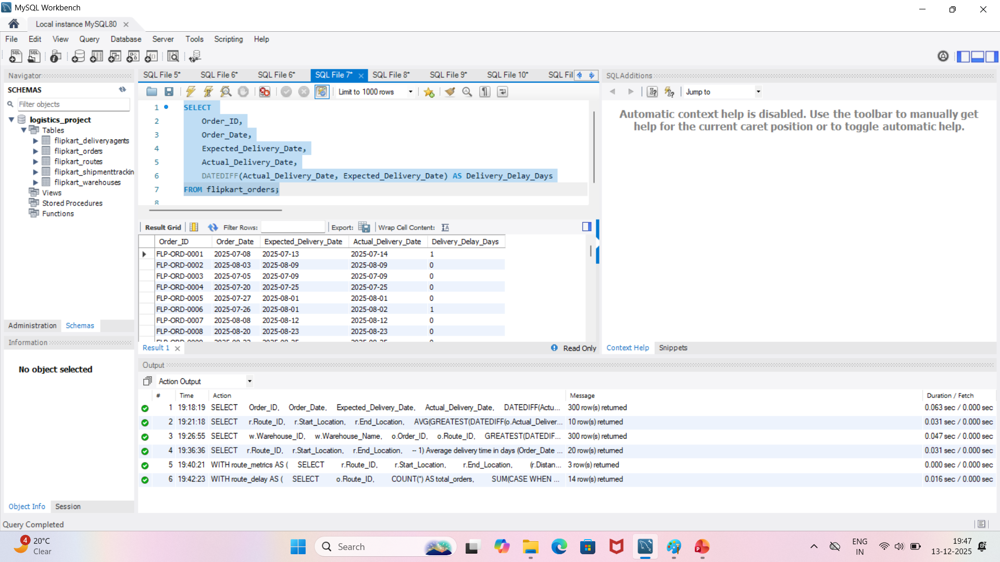 MySQL Workbench
Local instance MySQL80
File Edit View Query Database Server Tools Scripting Help
Navigator
SCHEMAS
Filter objects
logistics_project
Tables
flipkart_deliveryagents
flipkart_orders
flipkart_routes
flipkart_shipmenttrackin
flipkart_warehouses
Views
Stored Procedures
Functions
Administration Schemas
Information
No object selected
Object Info Session
SQL File 5* SQL File 6* SQL File 6* SQL File 7* SQL File 8* SQL File 9* SQL File 10* SQL Fil
Limit to 1000 rows
1 SELECT
2 Order_ID,
3 Order_Date,
4 Expected_Delivery_Date,
5 Actual_Delivery_Date,
6 DATEDIFF(Actual_Delivery_Date, Expected_Delivery_Date) AS Delivery_Delay_Days
7 FROM flipkart_orders;
8
Result Grid Filter Rows: Export: Wrap Cell Content:
Order_ID Order_Date Expected_Delivery_Date Actual_Delivery_Date Delivery_Delay_Days
FLP-ORD-0001 2025-07-08 2025-07-13 2025-07-14 1
FLP-ORD-0002 2025-08-03 2025-08-09 2025-08-09 0
FLP-ORD-0003 2025-07-05 2025-07-09 2025-07-09 0
FLP-ORD-0004 2025-07-20 2025-07-25 2025-07-25 0
FLP-ORD-0005 2025-07-27 2025-08-01 2025-08-01 0
FLP-ORD-0006 2025-07-26 2025-08-01 2025-08-02 1
FLP-ORD-0007 2025-08-08 2025-08-12 2025-08-12 0
FLP-ORD-0008 2025-08-20 2025-08-23 2025-08-23 0
Result 1
Read Only
SQLAdditions
Jump to
Automatic context help is disabled. Use the toolbar to manually get
help for the current caret position or to toggle automatic help.
Context Help Snippets
Output
Action Output
# Time Action Message Duration / Fetch
1 19:18:19 SELECT Order_ID, Order_Date, Expected_Delivery_Date, Actual_Delivery_Date, DATEDIFF(Actu... 300 row(s) returned 0.063 sec / 0.000 sec
2 19:21:18 SELECT r.Route_ID, r.Start_Location, r.End_Location, AVG(GREATEST(DATEDIFF(o.Actual_Deliver... 10 row(s) returned 0.031 sec / 0.000 sec
3 19:26:55 SELECT w.Warehouse_ID, w.Warehouse_Name, o.Order_ID, o.Route_ID, GREATEST(DATEDIF... 300 row(s) returned 0.047 sec / 0.000 sec
4 19:36:36 SELECT r.Route_ID, r.Start_Location, r.End_Location, -- 1) Average delivery time in days (Order_Date ... 20 row(s) returned 0.031 sec / 0.000 sec
5 19:40:21 WITH route_metrics AS ( SELECT r.Route_ID, r.Start_Location, r.End_Location, (r.Distan... 3 row(s) returned 0.000 sec / 0.000 sec
6 19:42:23 WITH route_delay AS ( SELECT o.Route_ID, COUNT(*) AS total_orders, SUM(CASE WHEN ... 14 row(s) returned 0.016 sec / 0.000 sec
Query Completed
4
20°C
Clear
Search
ENG
IN
19:47
13-12-2025